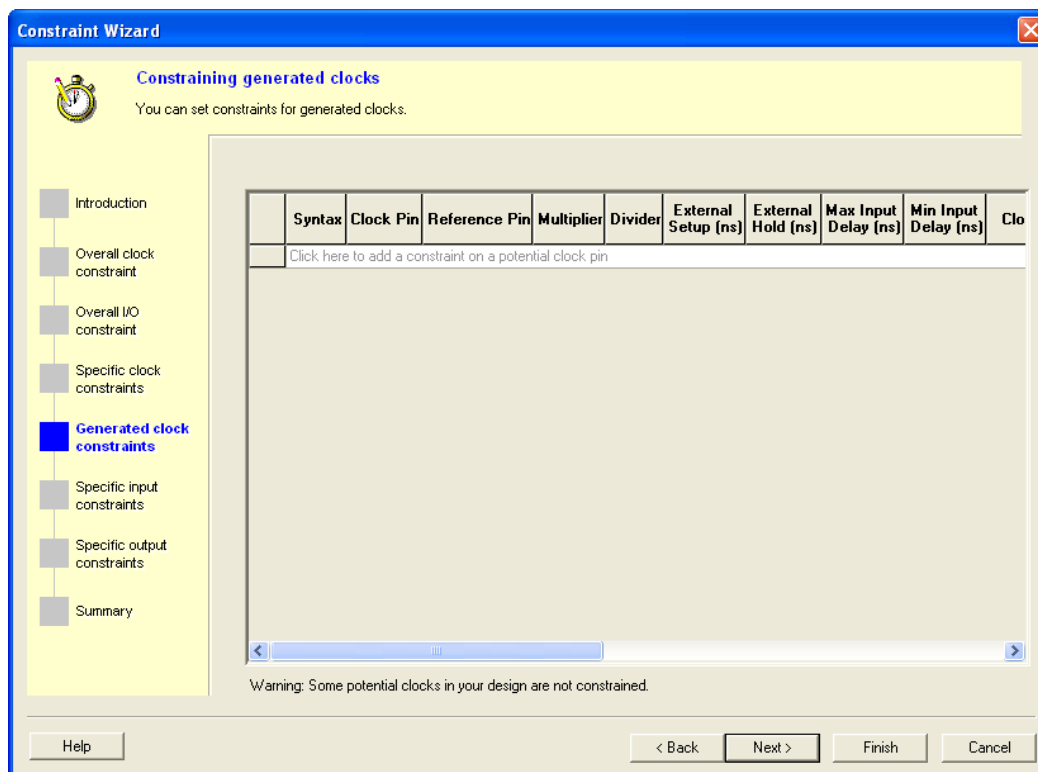 Constraint Wizard
Constraining generated clocks
You can set constraints for generated clocks.
Introduction
Overall clock
constraint
Overall I/O
constraint
Specific clock
constraints
Generated clock
constraints
Specific input
constraints
Specific output
constraints
Summary
Syntax Clock Pin Reference Pin Multiplier Divider External Setup (ns) External Hold (ns) Max Input Delay (ns) Min Input Delay (ns) Clo
Click here to add a constraint on a potential clock pin
Warning: Some potential clocks in your design are not constrained.
Help < Back Next > Finish Cancel